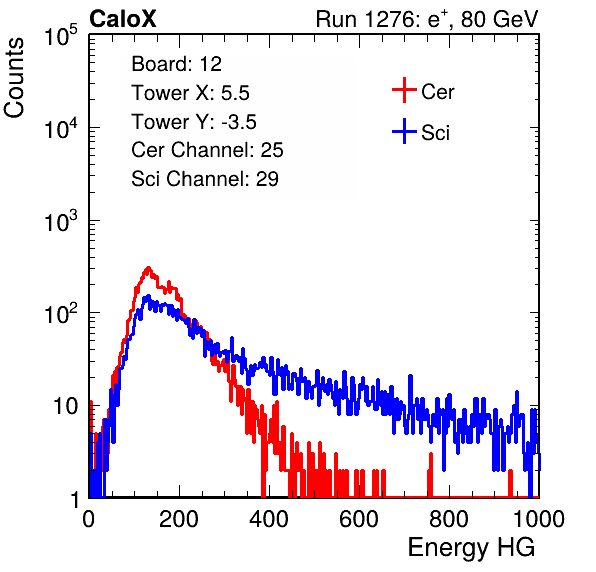 CaloX Run 1276: e⁺, 80 GeV
Counts
10⁵
10⁴
10³
10²
10
1
Board: 12
Tower X: 5.5
Tower Y: -3.5
Cer Channel: 25
Sci Channel: 29
Cer
Sci
0 200 400 600 800 1000
Energy HG